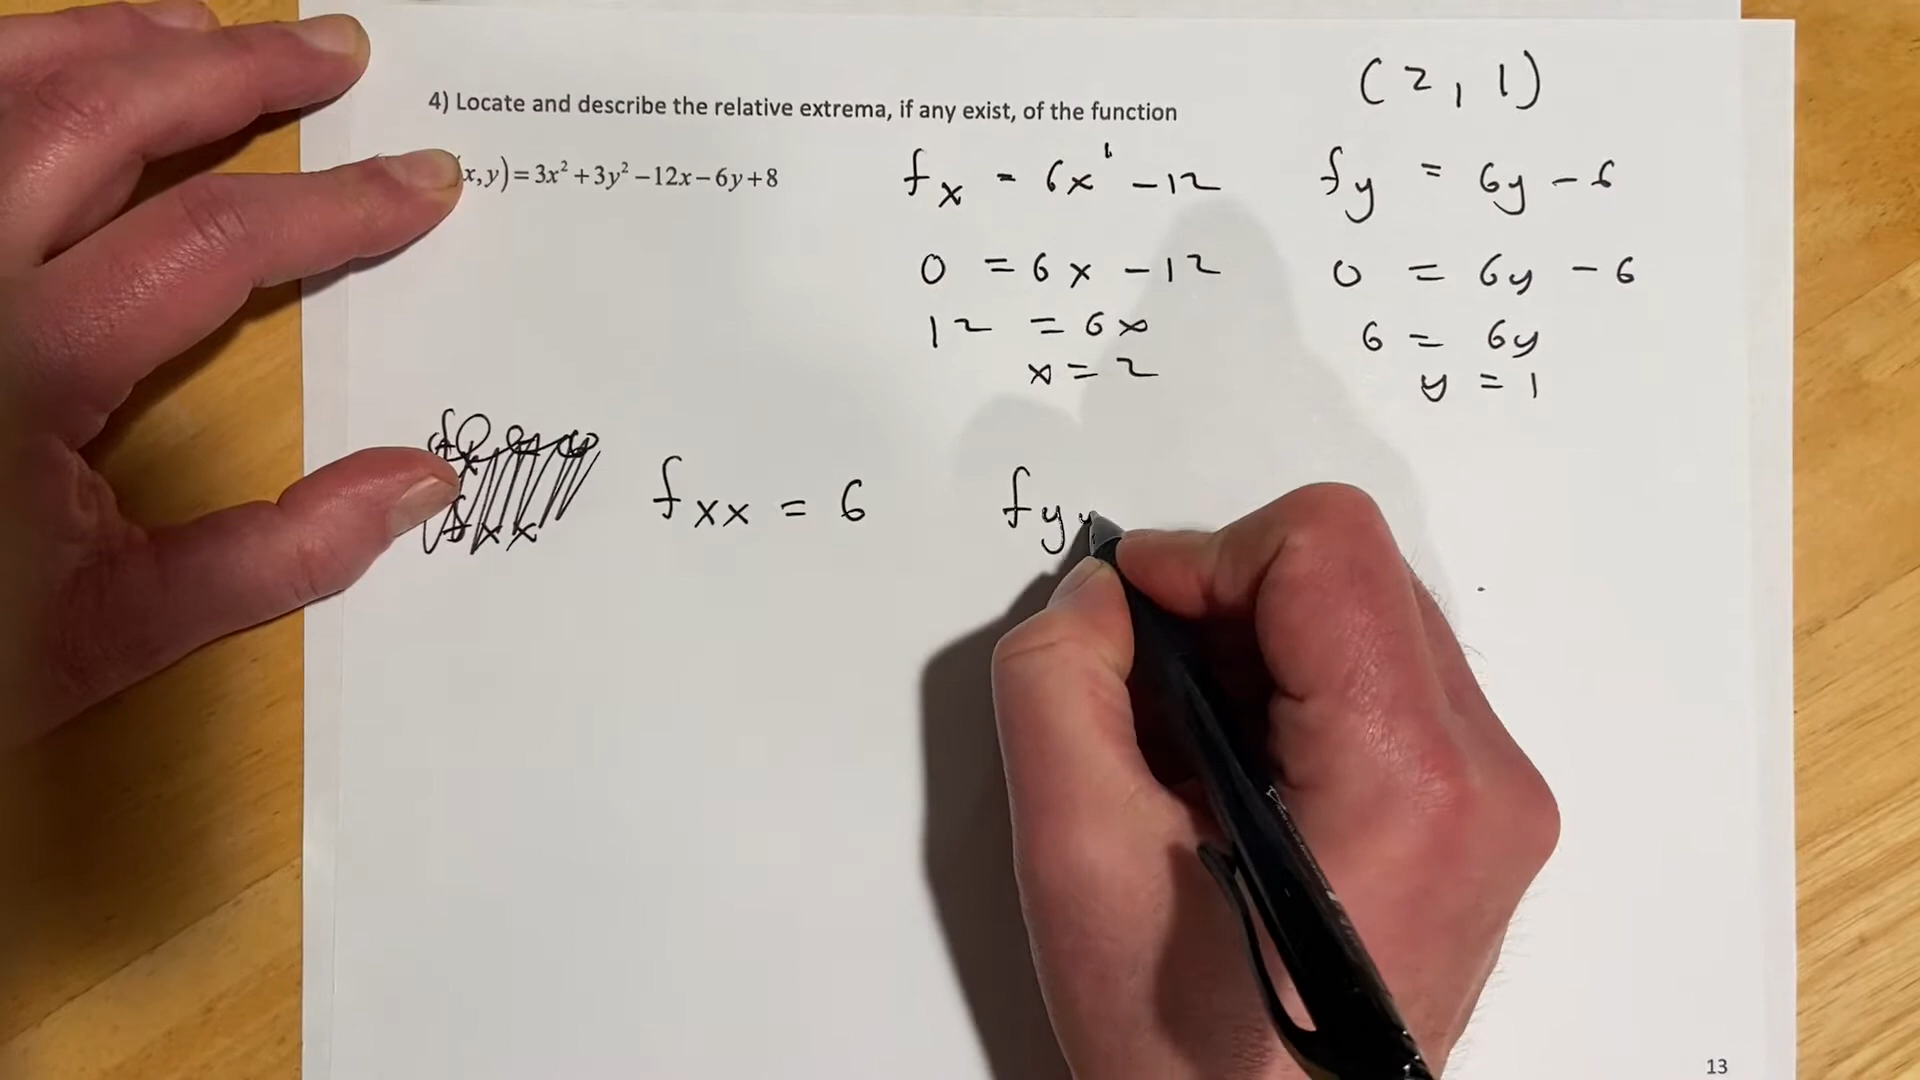 (2, 1)
4) Locate and describe the relative extrema, if any exist, of the function
x,y)=3x²+3y²−12x−6y+8
fx = 6x¹ −12
fy = 6y − 6
0 = 6x −12
0 = 6y − 6
12 = 6x
6 = 6y
x = 2
y = 1
fxx = 6
fyy
13